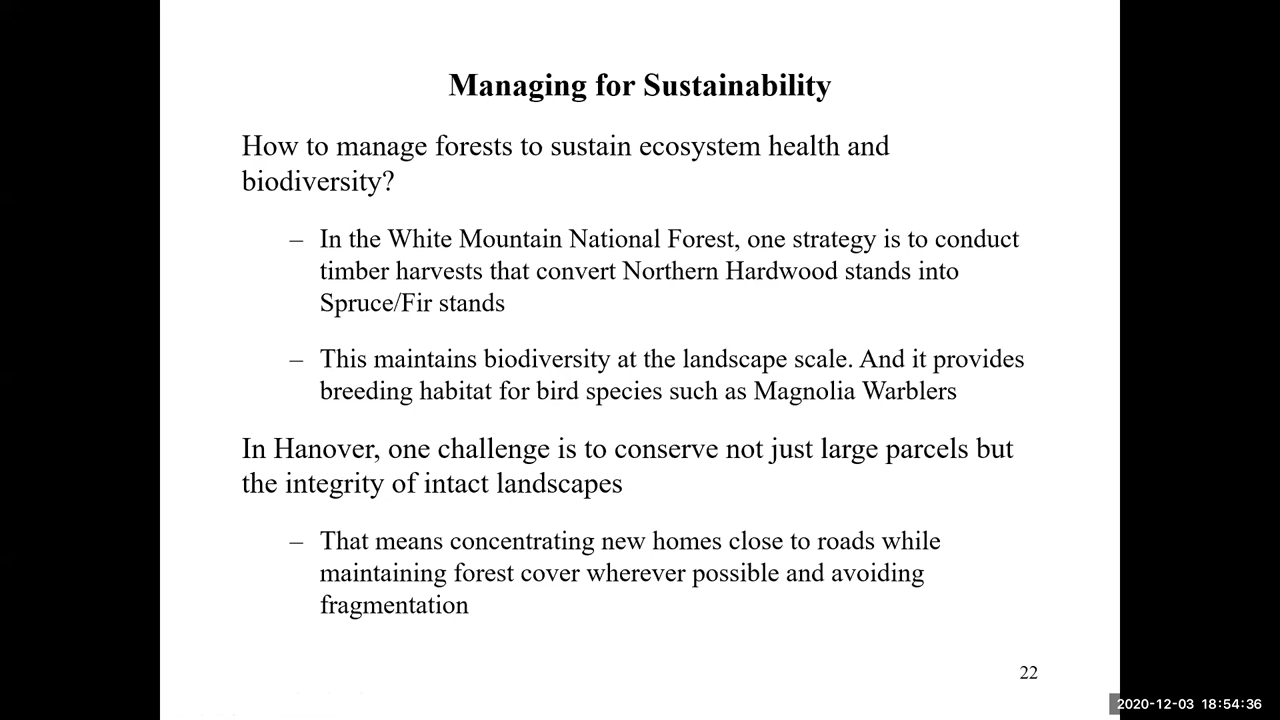 Managing for Sustainability
How to manage forests to sustain ecosystem health and
biodiversity?
– In the White Mountain National Forest, one strategy is to conduct
timber harvests that convert Northern Hardwood stands into
Spruce/Fir stands
– This maintains biodiversity at the landscape scale. And it provides
breeding habitat for bird species such as Magnolia Warblers
In Hanover, one challenge is to conserve not just large parcels but
the integrity of intact landscapes
– That means concentrating new homes close to roads while
maintaining forest cover wherever possible and avoiding
fragmentation
22
2020-12-03 18:54:36